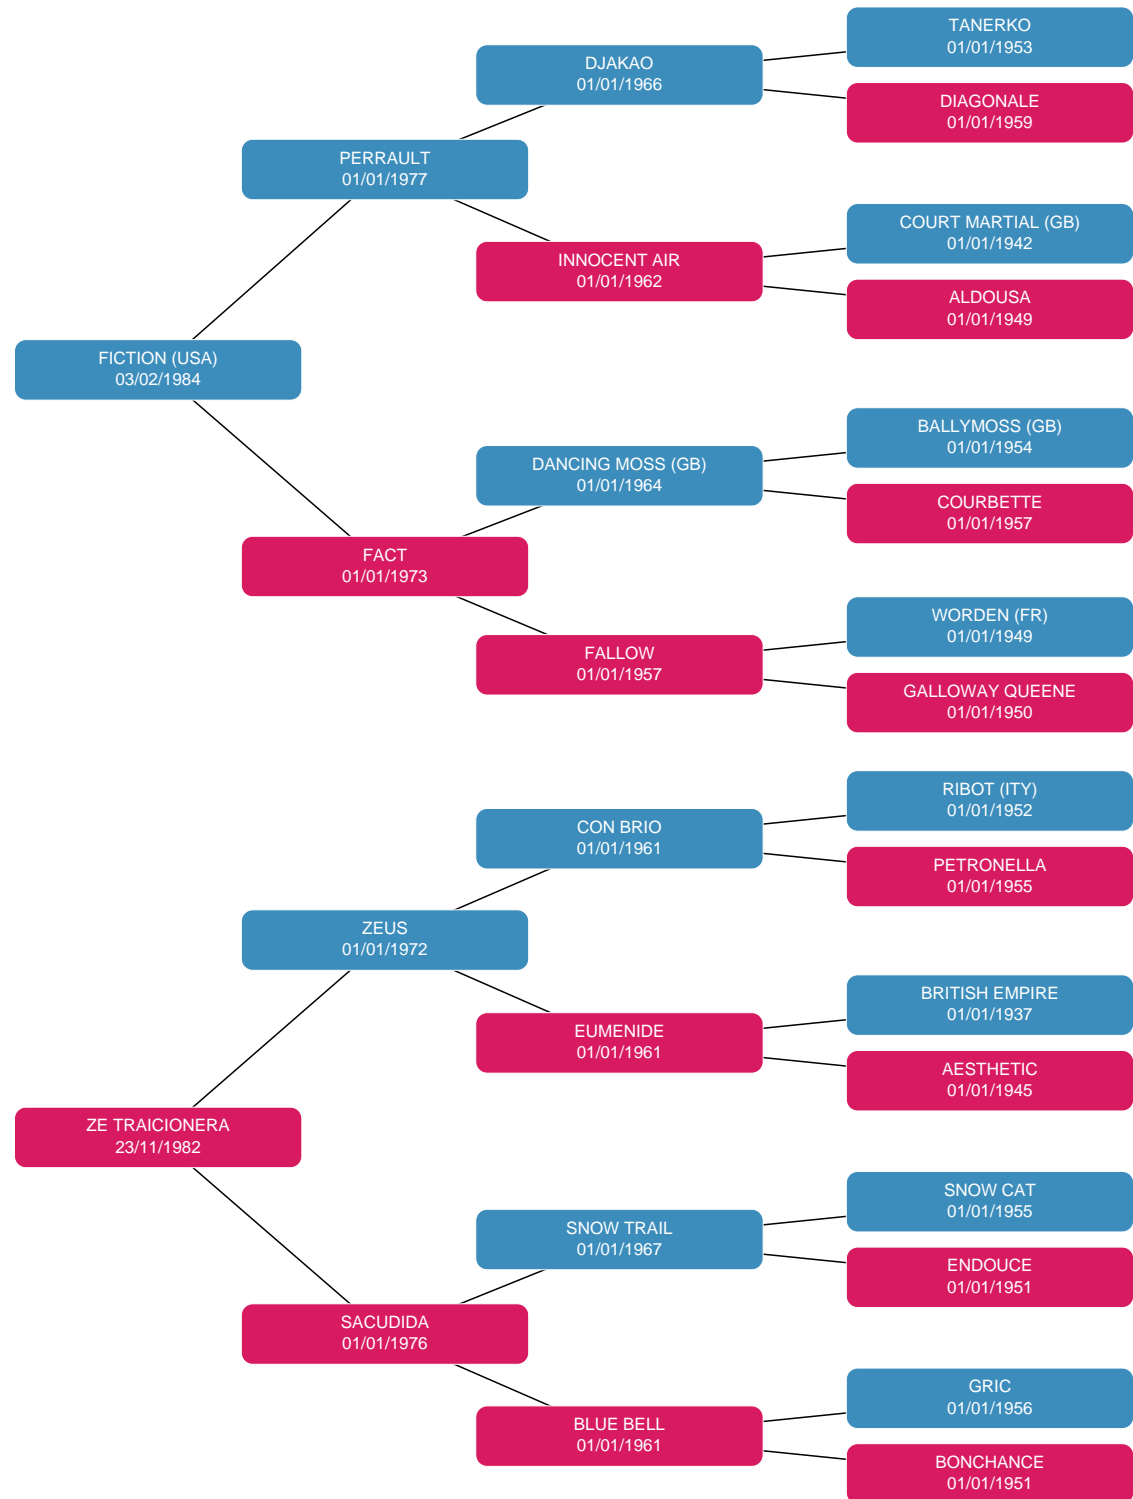 TANERKO
01/01/1953
DJAKAO
01/01/1966
DIAGONALE
01/01/1959
PERRAULT
01/01/1977
COURT MARTIAL (GB)
01/01/1942
INNOCENT AIR
01/01/1962
ALDOUSA
01/01/1949
FICTION (USA)
03/02/1984
BALLYMOSS (GB)
01/01/1954
DANCING MOSS (GB)
01/01/1964
COURBETTE
01/01/1957
FACT
01/01/1973
WORDEN (FR)
01/01/1949
FALLOW
01/01/1957
GALLOWAY QUEENE
01/01/1950
RIBOT (ITY)
01/01/1952
CON BRIO
01/01/1961
PETRONELLA
01/01/1955
ZEUS
01/01/1972
BRITISH EMPIRE
01/01/1937
EUMENIDE
01/01/1961
AESTHETIC
01/01/1945
ZE TRAICIONERA
23/11/1982
SNOW CAT
01/01/1955
SNOW TRAIL
01/01/1967
ENDOUCE
01/01/1951
SACUDIDA
01/01/1976
GRIC
01/01/1956
BLUE BELL
01/01/1961
BONCHANCE
01/01/1951